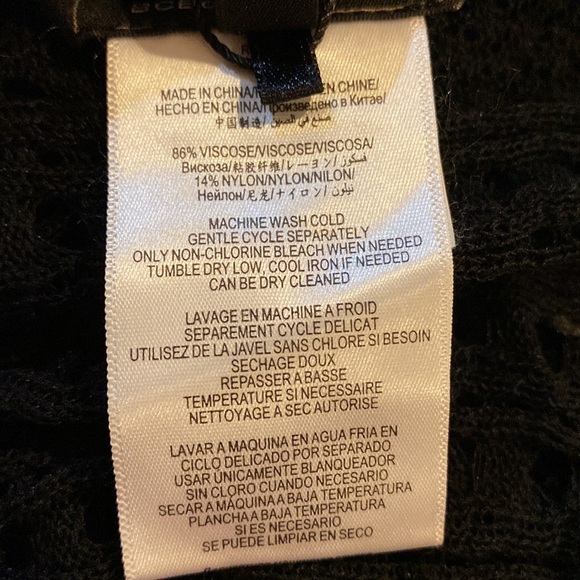 MADE IN CHINA/ EN CHINE/
HECHO EN CHINA/Произведено в Китае/
中国制造/ صنع في الصين
86% VISCOSE/VISCOSE/VISCOSA/
Вискоза/粘胶纤维/レーヨン/فسكوز
14% NYLON/NYLON/NILON/
Нейлон/尼龙/ナイロン/نيلون
MACHINE WASH COLD
GENTLE CYCLE SEPARATELY
ONLY NON-CHLORINE BLEACH WHEN NEEDED
TUMBLE DRY LOW, COOL IRON IF NEEDED
CAN BE DRY CLEANED
LAVAGE EN MACHINE A FROID
SEPAREMENT CYCLE DELICAT
UTILISEZ DE LA JAVEL SANS CHLORE SI BESOIN
SECHAGE DOUX
REPASSER A BASSE
TEMPERATURE SI NECESSAIRE
NETTOYAGE A SEC AUTORISE
LAVAR A MAQUINA EN AGUA FRIA EN
CICLO DELICADO POR SEPARADO
USAR ÚNICAMENTE BLANQUEADOR
SIN CLORO CUANDO NECESARIO
SECAR A MÁQUINA A BAJA TEMPERATURA
PLANCHA A BAJA TEMPERATURA
SI ES NECESARIO
SE PUEDE LIMPIAR EN SECO